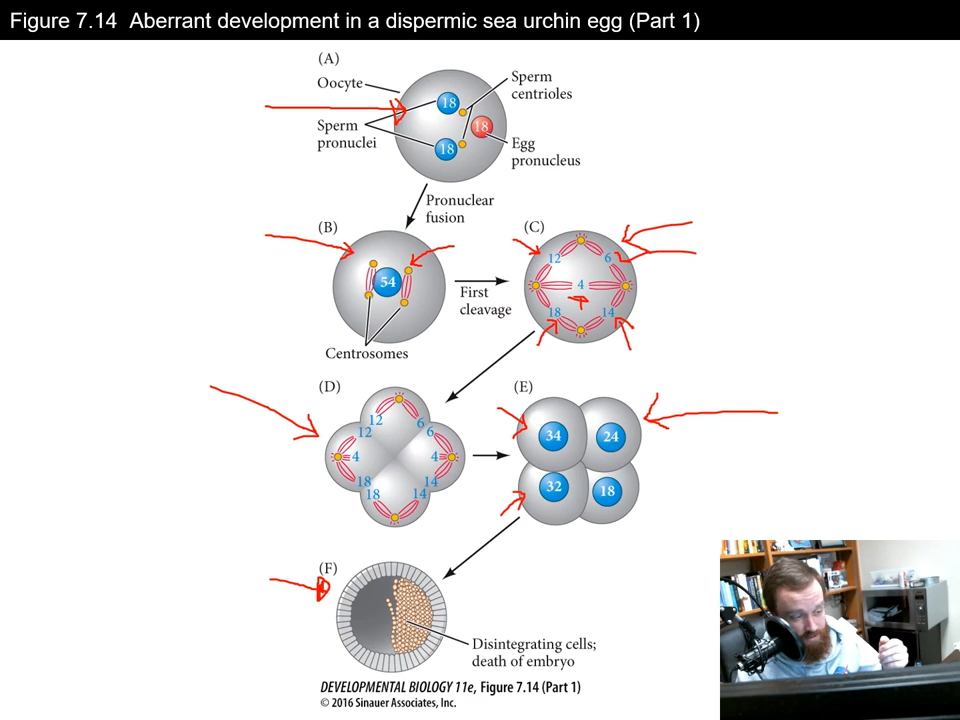 Figure 7.14 Aberrant development in a dispermic sea urchin egg (Part 1)
(A)
Oocyte
Sperm
centrioles
18
Sperm
pronuclei
18
18
Egg
pronucleus
Pronuclear
fusion
(B)
54
Centrosomes
First
cleavage
(C)
12
6
4
18
14
(D)
12
6
12
6
4
4
18
14
18
14
(E)
34
24
32
18
(F)
Disintegrating cells;
death of embryo
DEVELOPMENTAL BIOLOGY 11e, Figure 7.14 (Part 1)
© 2016 Sinauer Associates, Inc.